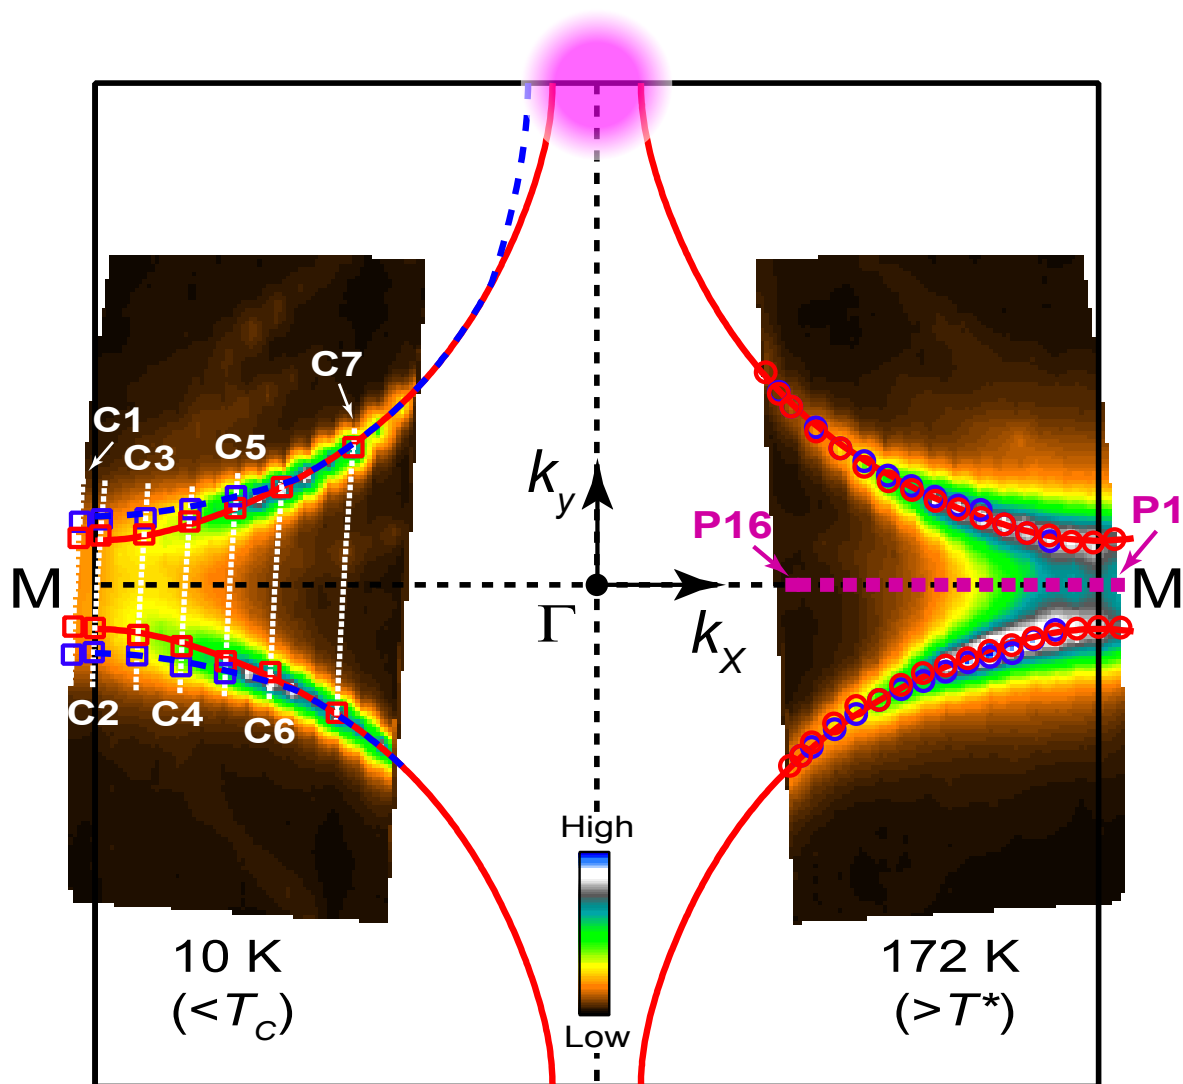 C7
C1
C5
C3
k_y
P16
P1
M
Γ
k_X
M
C2
C4
C6
High
Low
10 K
(<T_C)
172 K
(>T*)